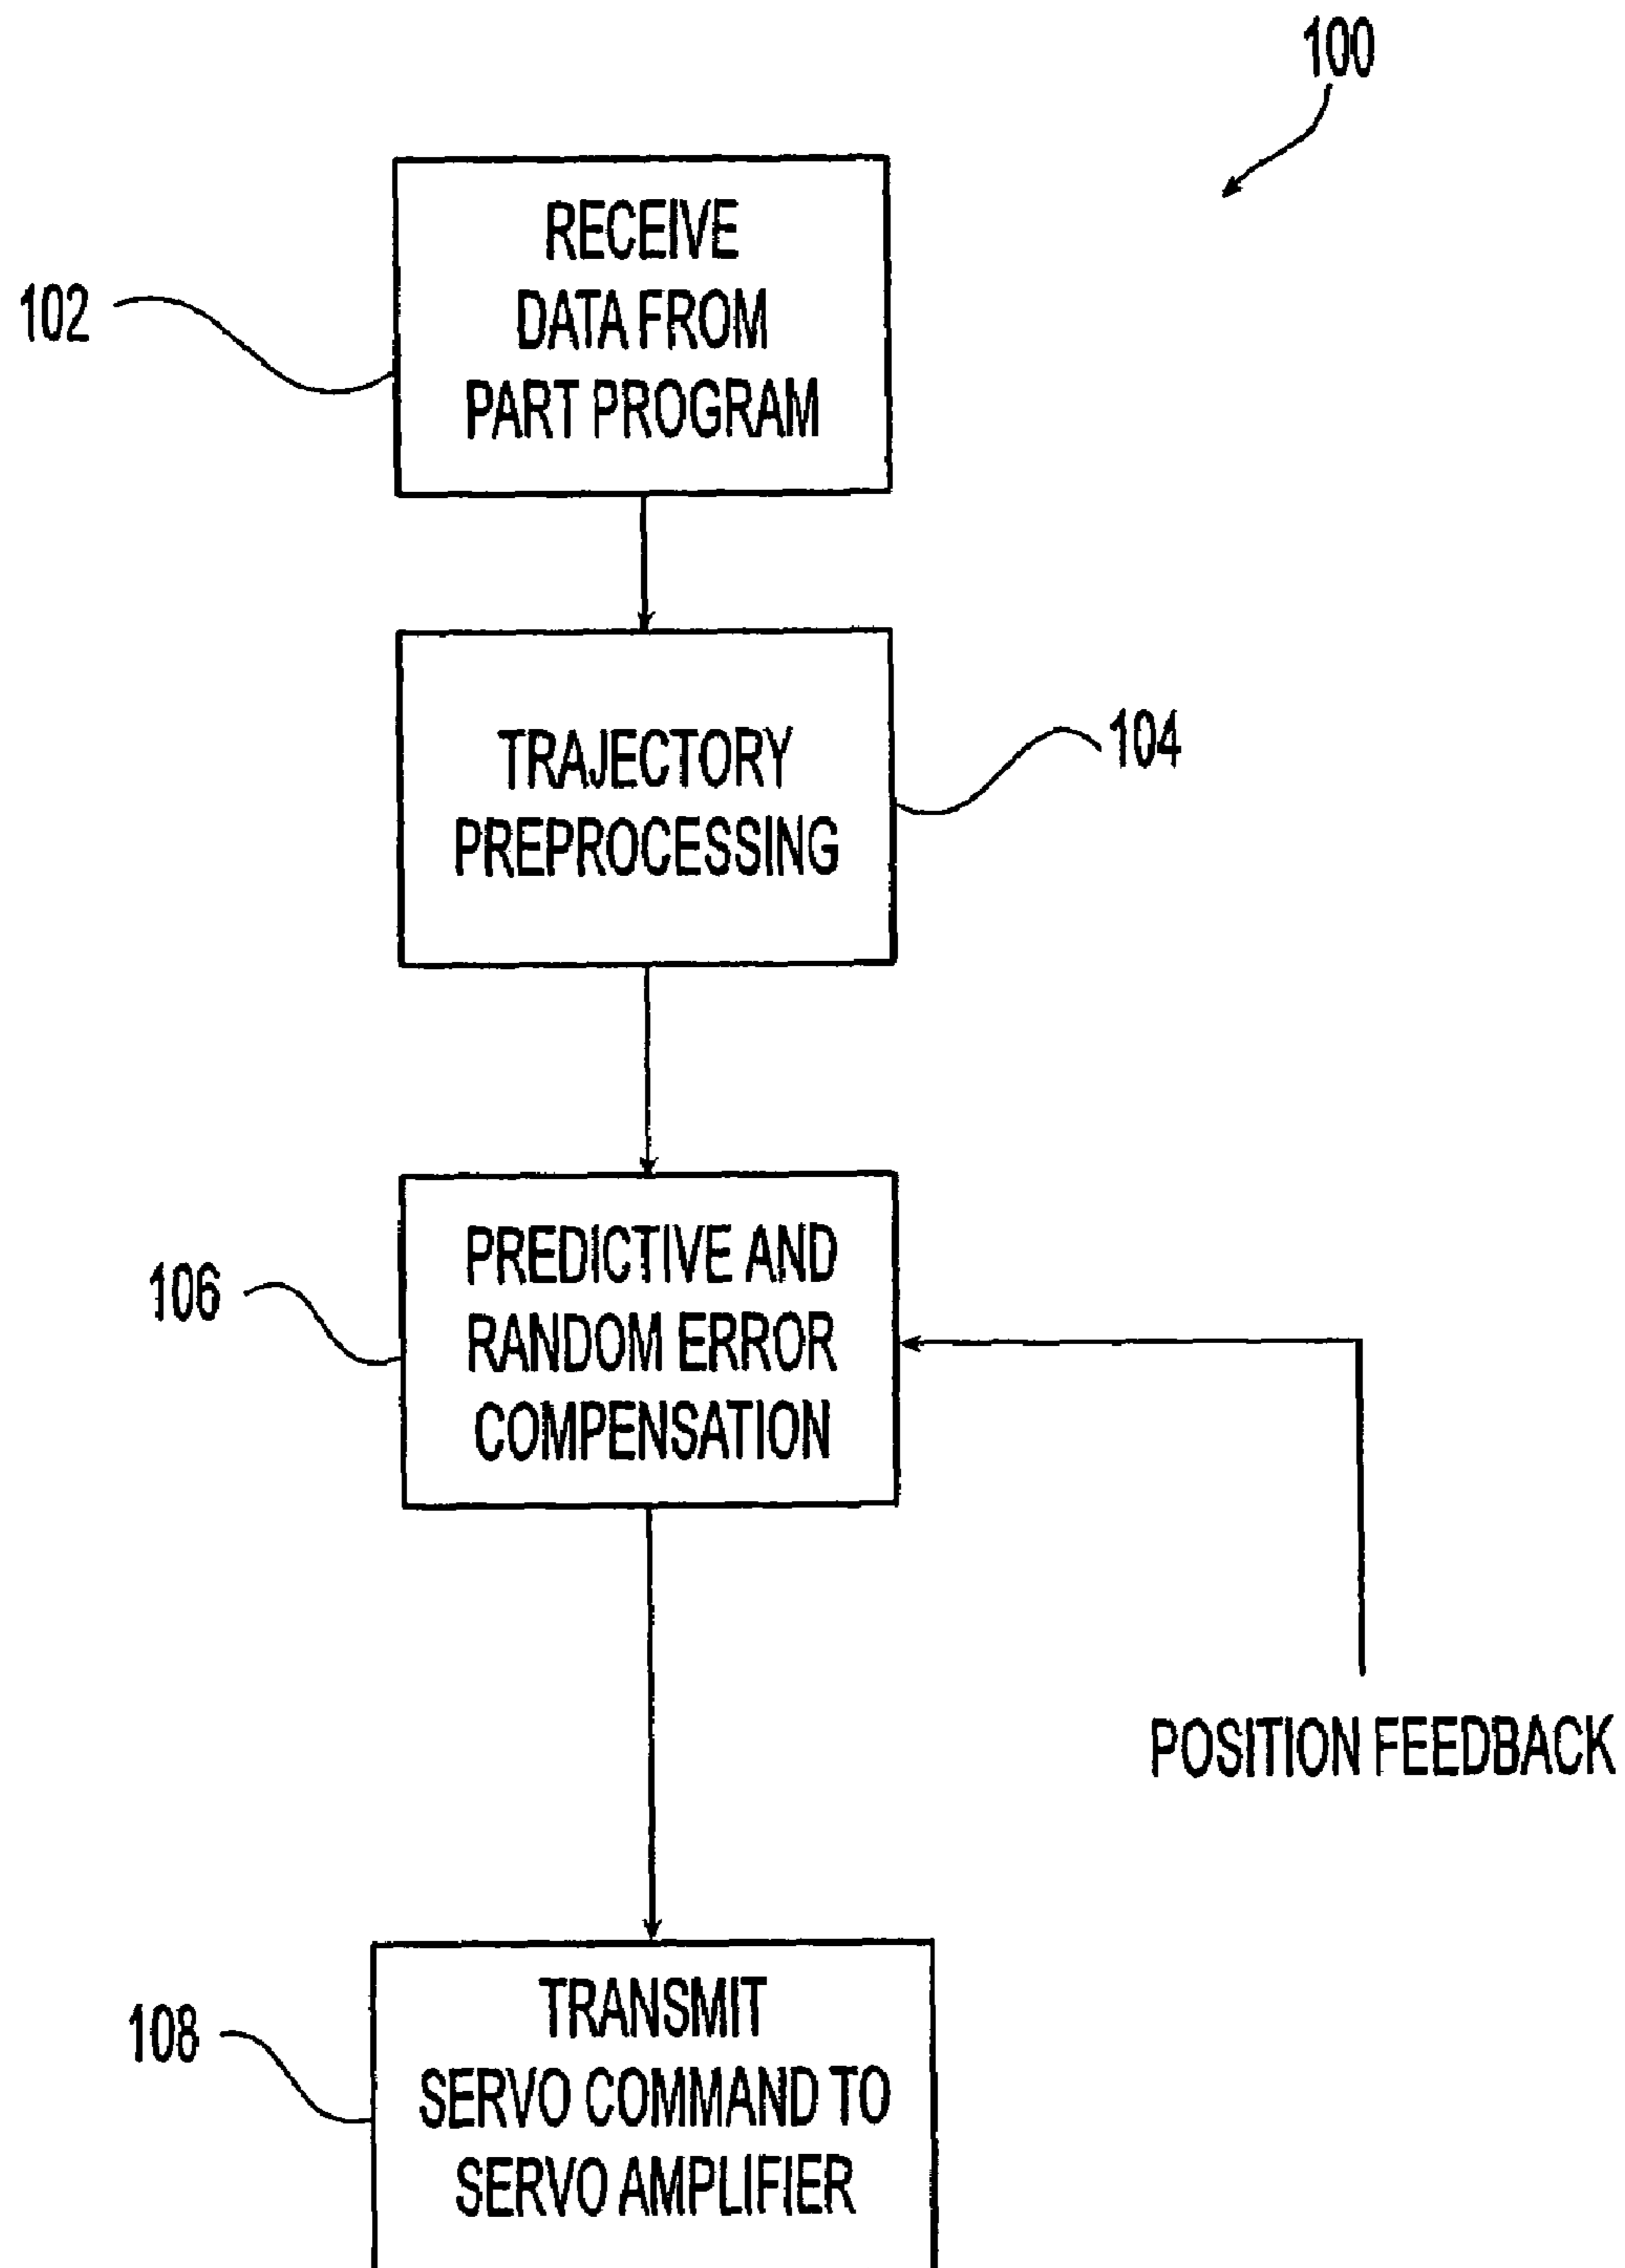 100
RECEIVE
DATA FROM
PART PROGRAM
102
TRAJECTORY
PREPROCESSING
104
PREDICTIVE AND
RANDOM ERROR
COMPENSATION
106
POSITION FEEDBACK
TRANSMIT
SERVO COMMAND TO
SERVO AMPLIFIER
108